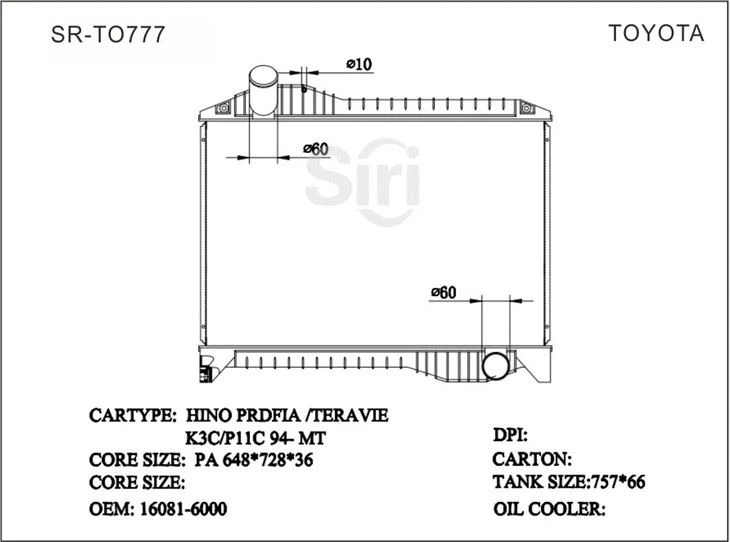 SR-TO777
TOYOTA
ø10
ø60
Siri
ø60
CARTYPE: HINO PRDFIA /TERAVIE
K3C/P11C 94- MT
DPI:
CORE SIZE: PA 648*728*36
CARTON:
CORE SIZE:
TANK SIZE:757*66
OEM: 16081-6000
OIL COOLER: